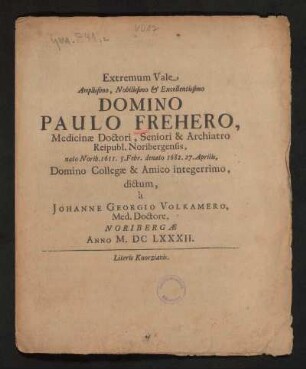 Extremum Vale,
Amplissimo, Nobilissimo & Excellentissimo
DOMINO
PAULO FREHERO,
Medicinæ Doctori, Seniori & Archiatro
Reipubl. Noribergensis,
nato Norib. 1611. 5. Febr. denato 1682. 27. Aprilis,
Domino Collegæ & Amico integerrimo,
dictum,
à
JOHANNE GEORGIO VOLKAMERO,
Med. Doctore,
NORIBERGÆ
ANNO M. DC LXXXII.
Literis Knorzianis.